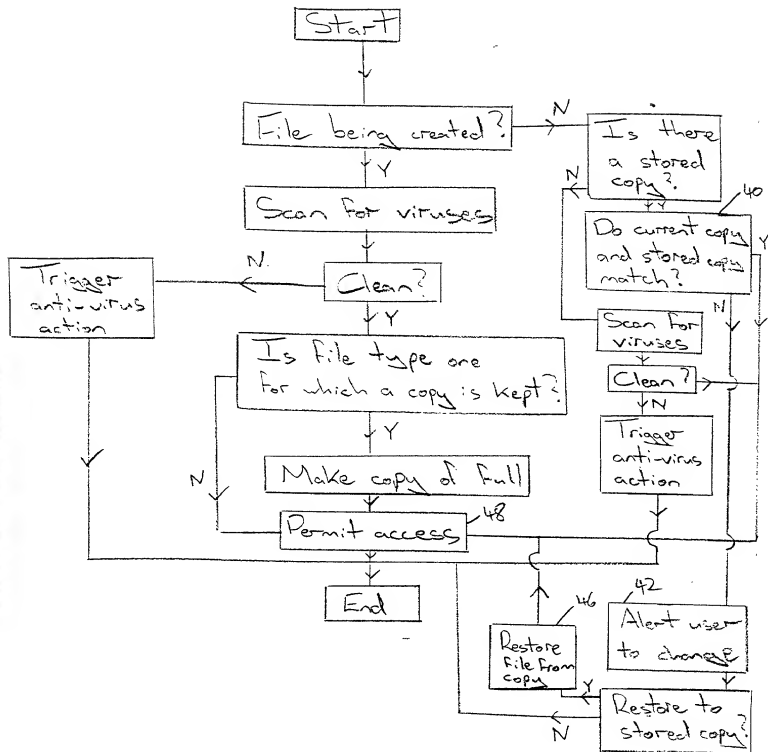 Start
File being created?
N
Is there
a stored
copy?
Y
N
Y
40
Scan for viruses
Do current copy
and stored copy
match?
Y
N
N
Clean?
Trigger
anti-virus
action
Y
Scan for
viruses
Is file type one
for which a copy is kept?
Clean?
N
Y
Trigger
anti-virus
action
N
Make copy of full
48
Permit access
End
46
42
Restore
file from
copy
Alert user
to change
Y
Restore to
stored copy?
N